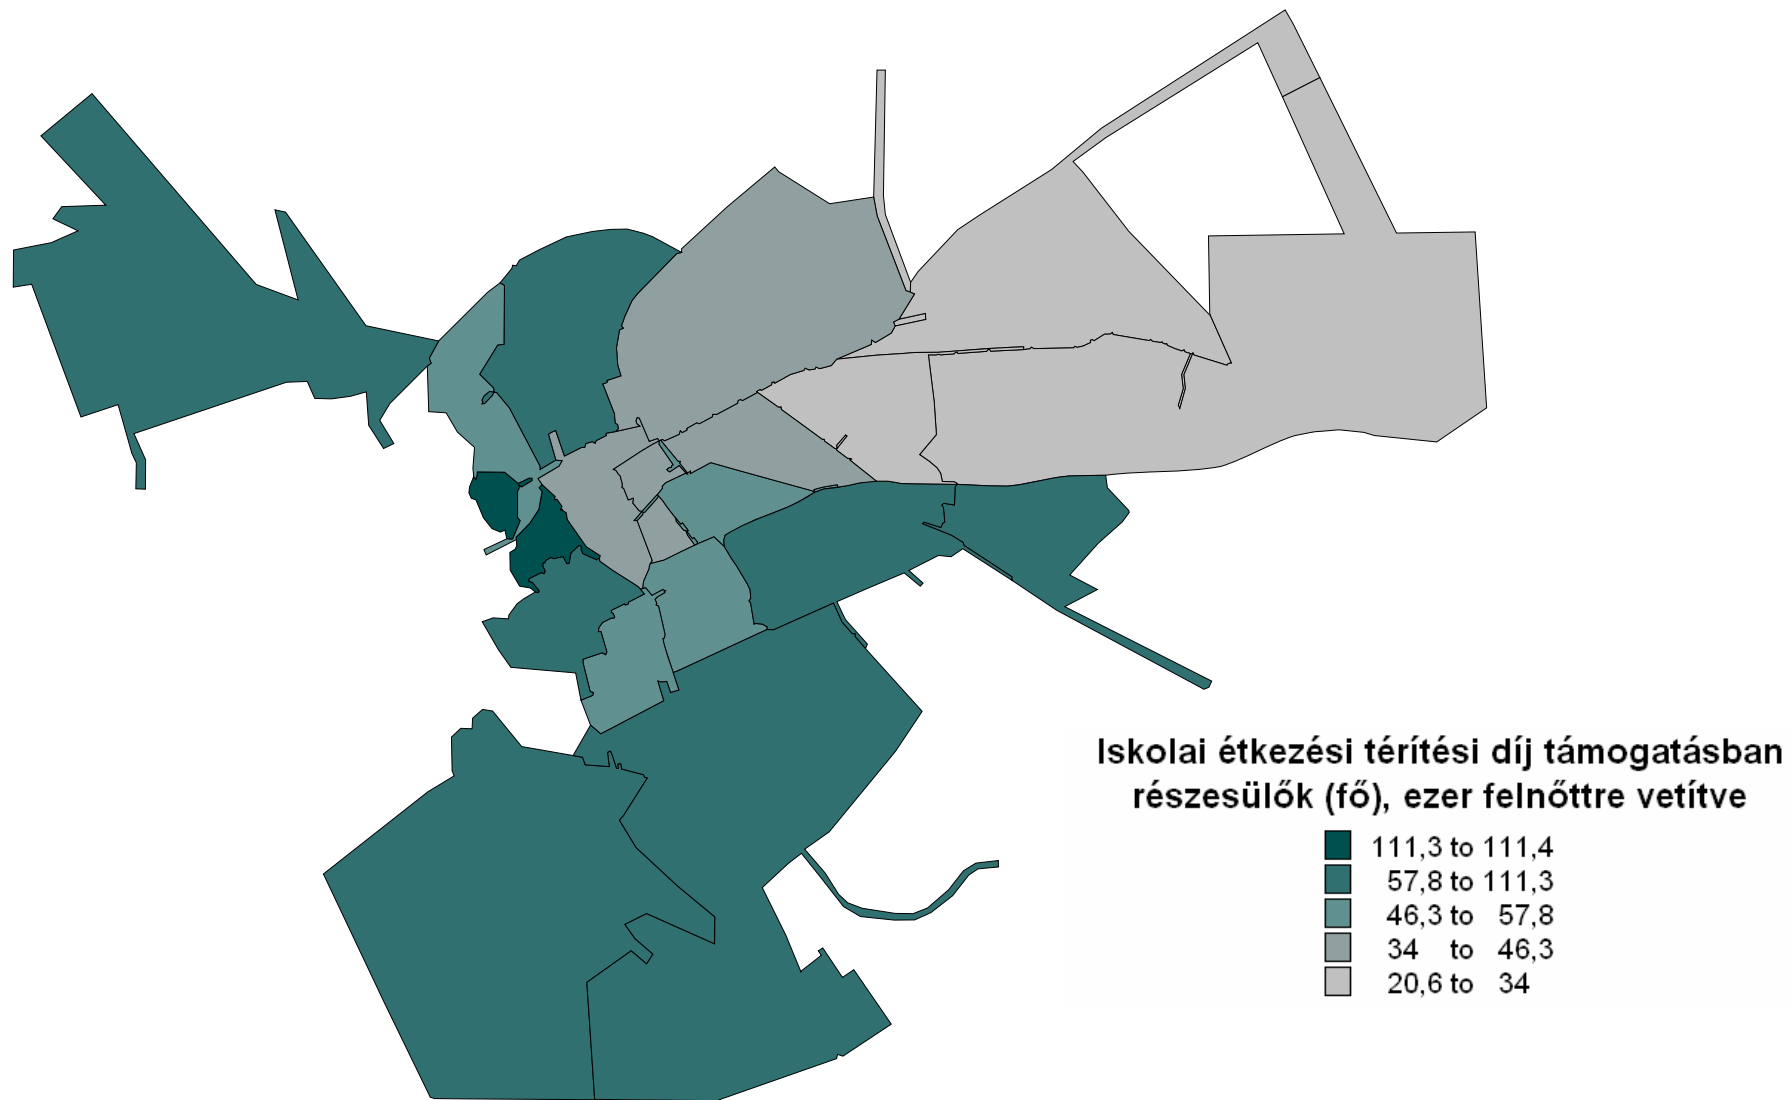 Iskolai étkezési térítési díj támogatásban
részesülők (fő), ezer felnőttre vetítve
111,3 to 111,4
57,8 to 111,3
46,3 to 57,8
34 to 46,3
20,6 to 34